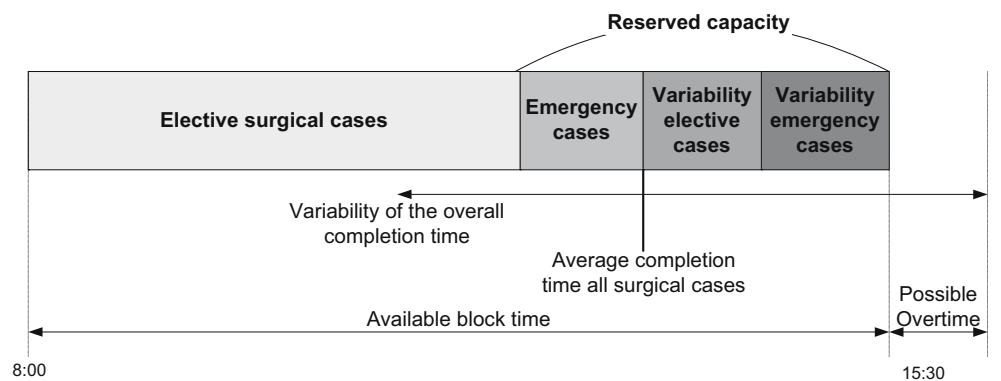 Reserved capacity
Elective surgical cases
Emergency
cases
Variability
elective
cases
Variability
emergency
cases
Variability of the overall
completion time
Average completion
time all surgical cases
Available block time
Possible
Overtime
8:00
15:30